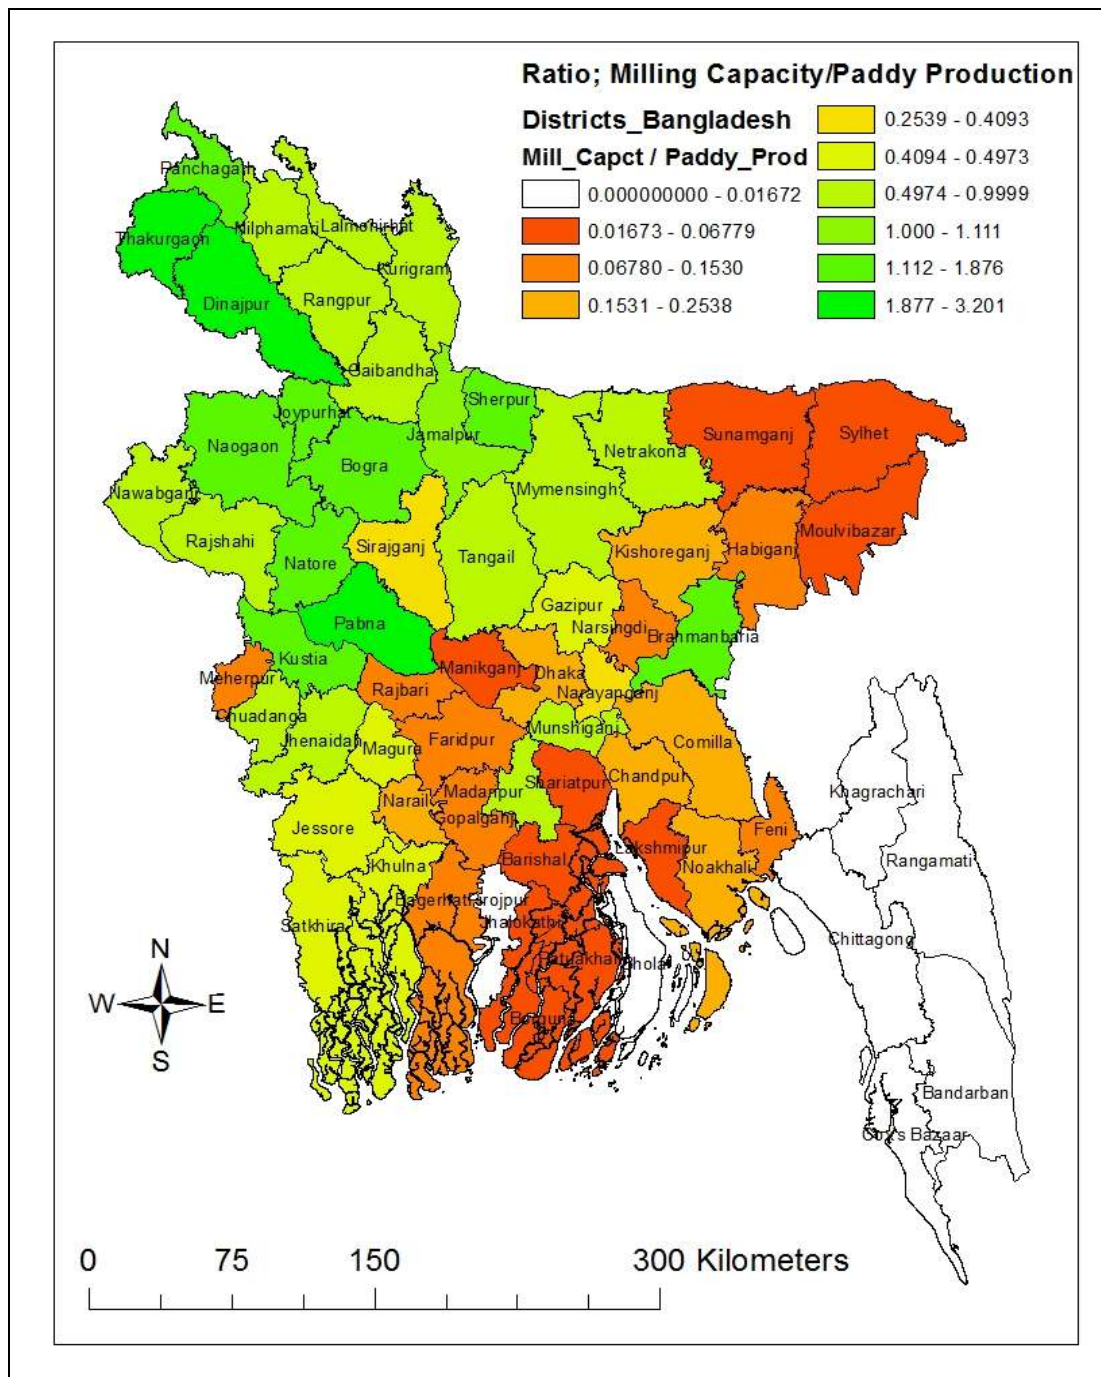 Ratio; Milling Capacity/Paddy Production
Districts_Bangladesh
Mill_Capct / Paddy_Prod
0.000000000 - 0.01672
0.01673 - 0.06779
0.06780 - 0.1530
0.1531 - 0.2538
0.2539 - 0.4093
0.4094 - 0.4973
0.4974 - 0.9999
1.000 - 1.111
1.112 - 1.876
1.877 - 3.201
Thakurgaon
Nilphamari
Lalmonirhat
Kurigram
Dinajpur
Rangpur
Gaibandha
Joypurhat
Sherpur
Naogaon
Jamalpur
Bogra
Netrakona
Sunamganj
Sylhet
Mymensingh
Nawabganj
Rajshahi
Natore
Sirajganj
Tangail
Kishoreganj
Habiganj
Moulvibazar
Pabna
Gazipur
Narsingdi
Brahmanbaria
Kustia
Meherpur
Manikganj
Dhaka
Rajbari
Narayanganj
Chuadanga
Jhenaidah
Magura
Faridpur
Munshiganj
Comilla
Chandpur
Shariatpur
Narail
Madaripur
Gopalganj
Khagrachari
Jessore
Feni
Khulna
Barishal
Lakshmipur
Noakhali
Rangamati
Bagerhat
Jhalokathi
Satkhira
Chittagong
Bandarban
Cox's Bazaar
N
W
E
S
0
75
150
300 Kilometers